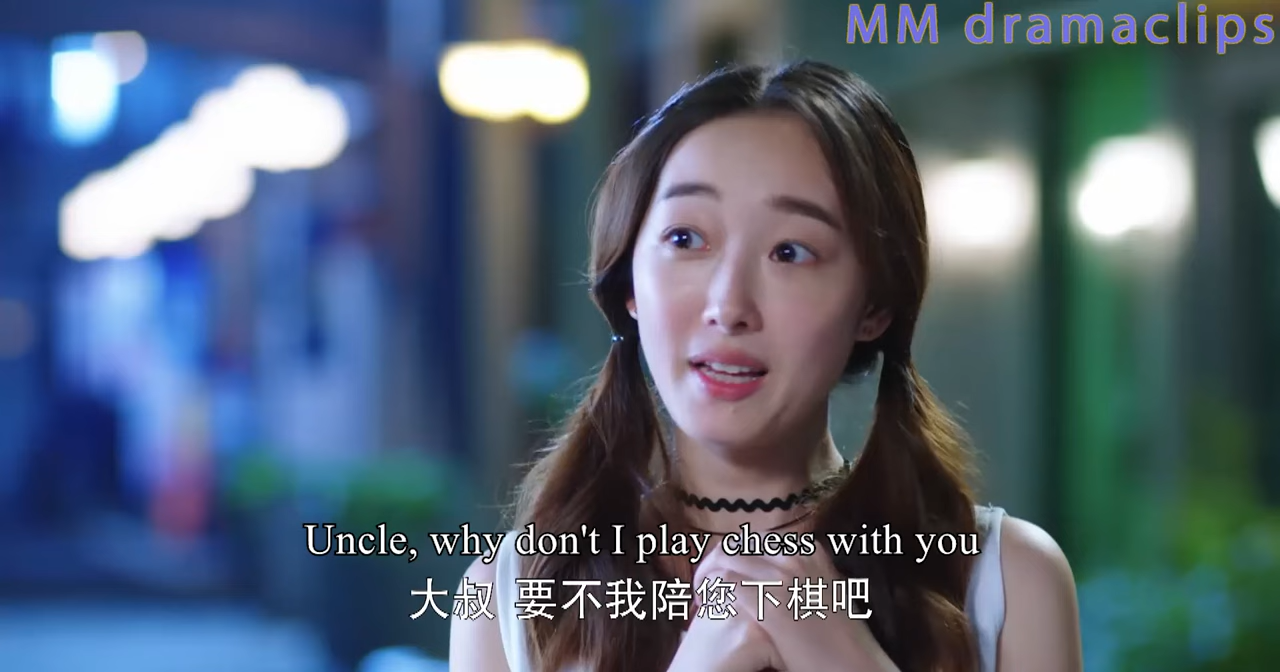 MM dramaclips
Uncle, why don't I play chess with you
大叔 要不我陪您下棋吧